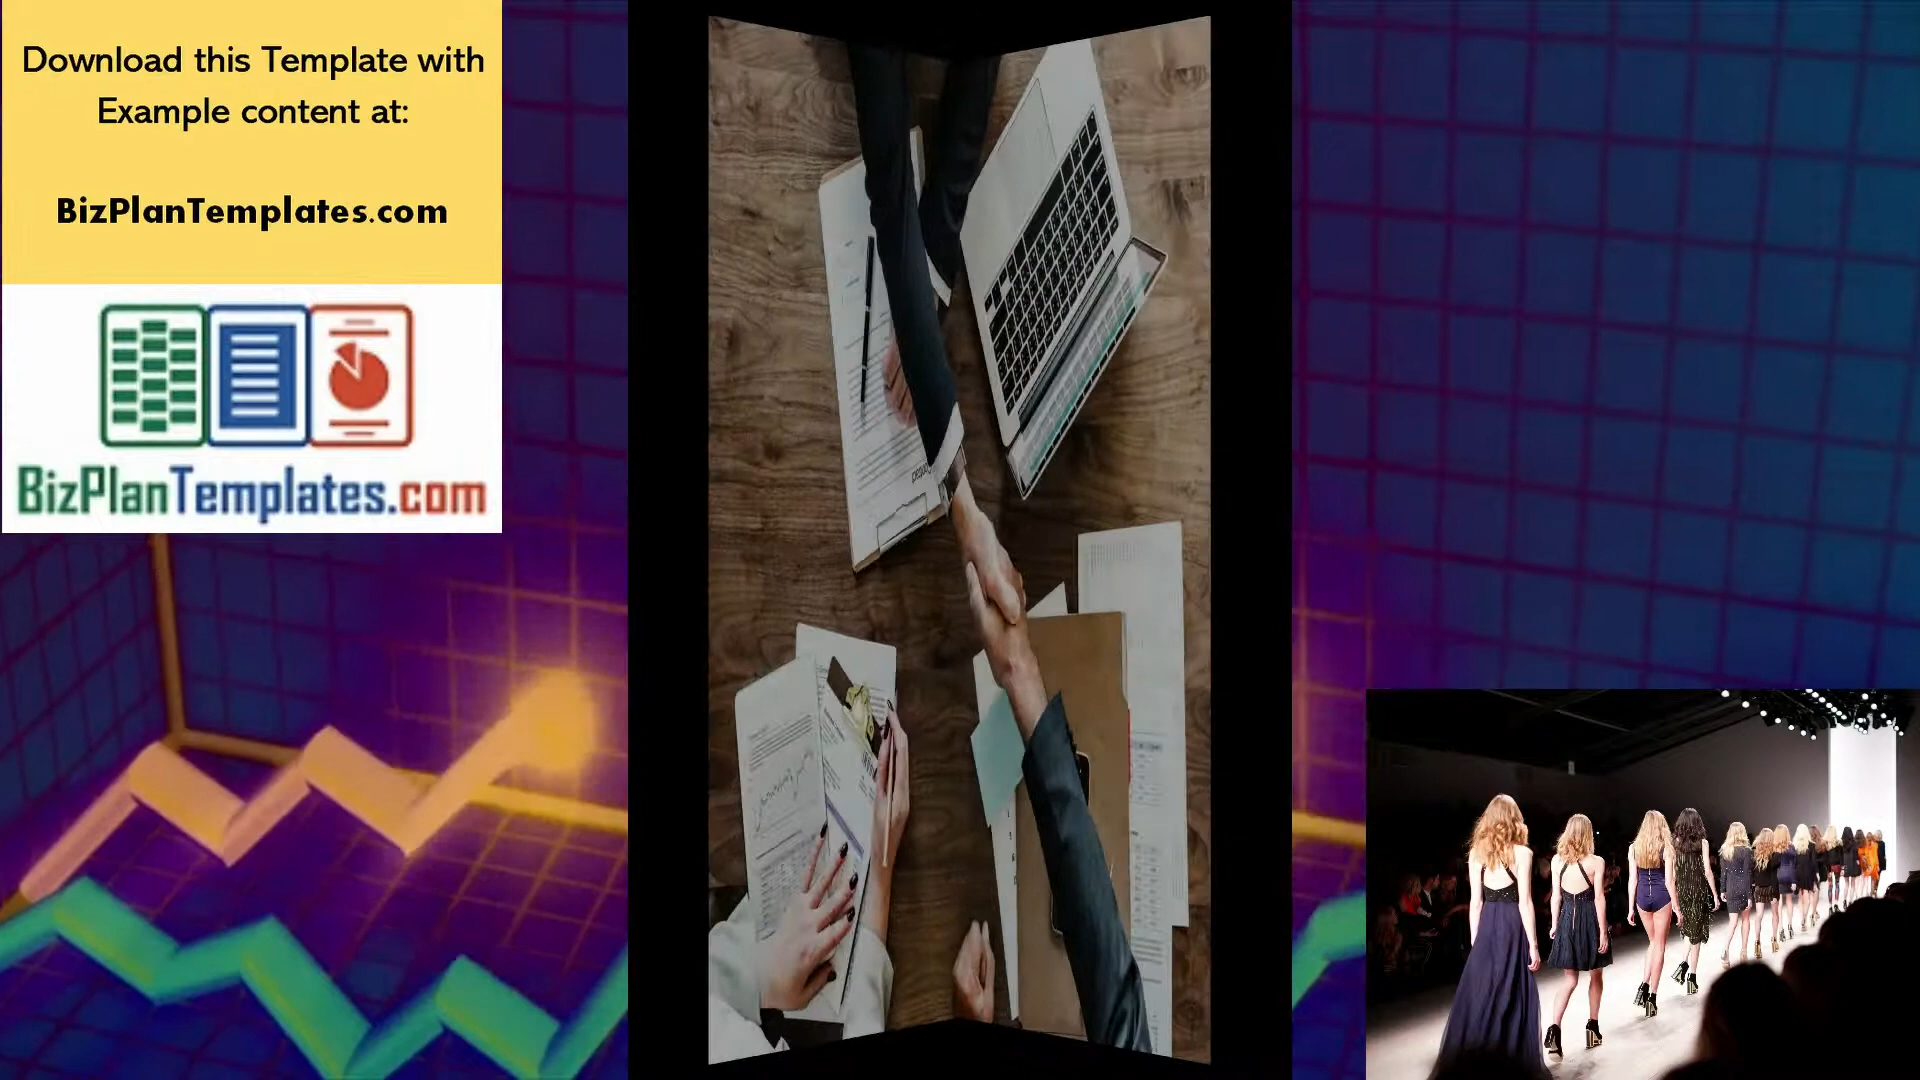 Download this Template with
Example content at:
BizPlanTemplates.com
BizPlanTemplates.com